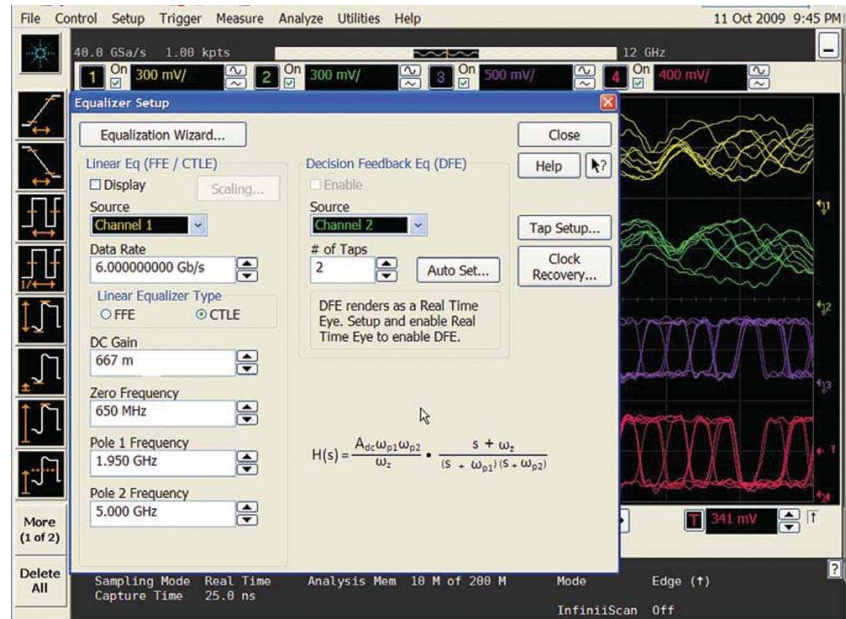 File Control Setup Trigger Measure Analyze Utilities Help 11 Oct 2009 9:45 PM
40.0 GSa/s 1.00 kpts 12 GHz
1 On 300 mV/ 2 On 300 mV/ 3 On 500 mV/ 4 On 400 mV/
Equalizer Setup
Equalization Wizard...
Close
Linear Eq (FFE / CTLE)
Decision Feedback Eq (DFE)
Help
?
Display
Scaling...
Enable
Source
Source
Channel 1
Channel 2
Tap Setup...
Data Rate
# of Taps
6.000000000 Gb/s
2
Auto Set...
Clock
Recovery...
Linear Equalizer Type
FFE CTLE
DFE renders as a Real Time
Eye. Setup and enable Real
Time Eye to enable DFE.
DC Gain
667 m
Zero Frequency
650 MHz
Pole 1 Frequency
1.950 GHz
H(s) = Adcωp1ωp2 / ωz • s + ωz / (s + ωp1)(s + ωp2)
Pole 2 Frequency
5.000 GHz
1
2
3
T
4
More
(1 of 2)
T 341 mV
Delete
All
?
Sampling Mode Real Time Analysis Mem 10 M of 200 M Mode Edge (↑)
Capture Time 25.0 ns
InfiniiScan Off